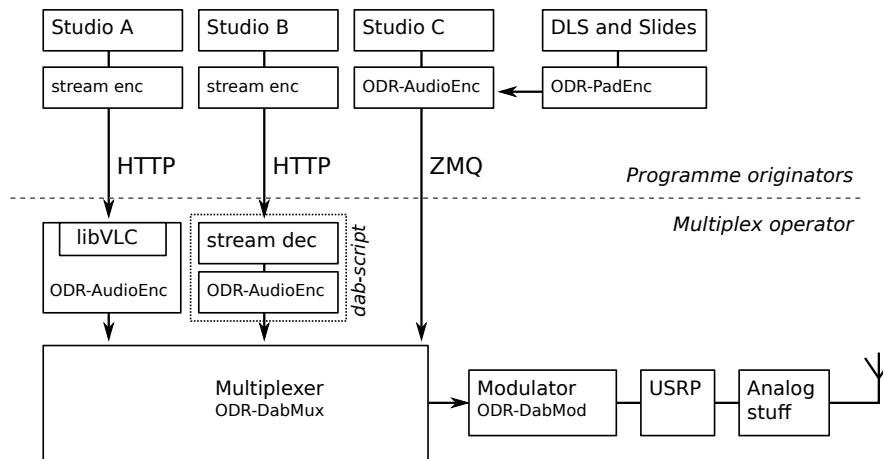 Studio A
Studio B
Studio C
DLS and Slides
stream enc
stream enc
ODR-AudioEnc
ODR-PadEnc
HTTP
HTTP
ZMQ
Programme originators
Multiplex operator
libVLC
ODR-AudioEnc
stream dec
ODR-AudioEnc
dab-script
Multiplexer
ODR-DabMux
Modulator
ODR-DabMod
USRP
Analog
stuff